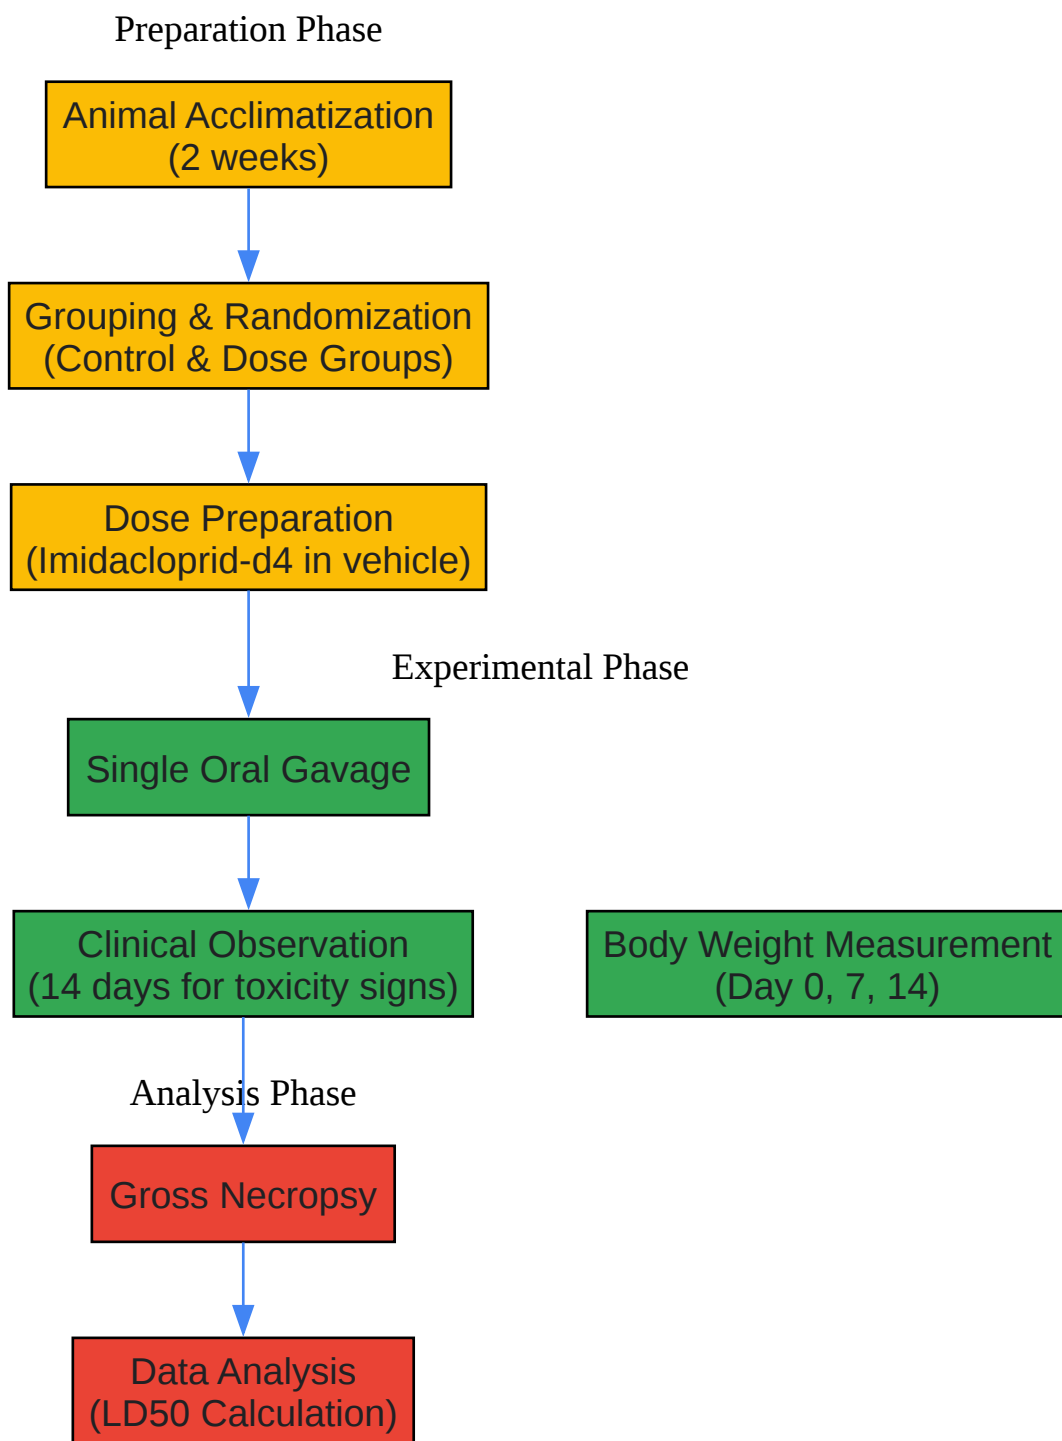 Preparation Phase
Animal Acclimatization
(2 weeks)
Grouping & Randomization
(Control & Dose Groups)
Dose Preparation
(Imidacloprid-d4 in vehicle)
Experimental Phase
Single Oral Gavage
Clinical Observation
(14 days for toxicity signs)
Body Weight Measurement
(Day 0, 7, 14)
Analysis Phase
Gross Necropsy
Data Analysis
(LD50 Calculation)